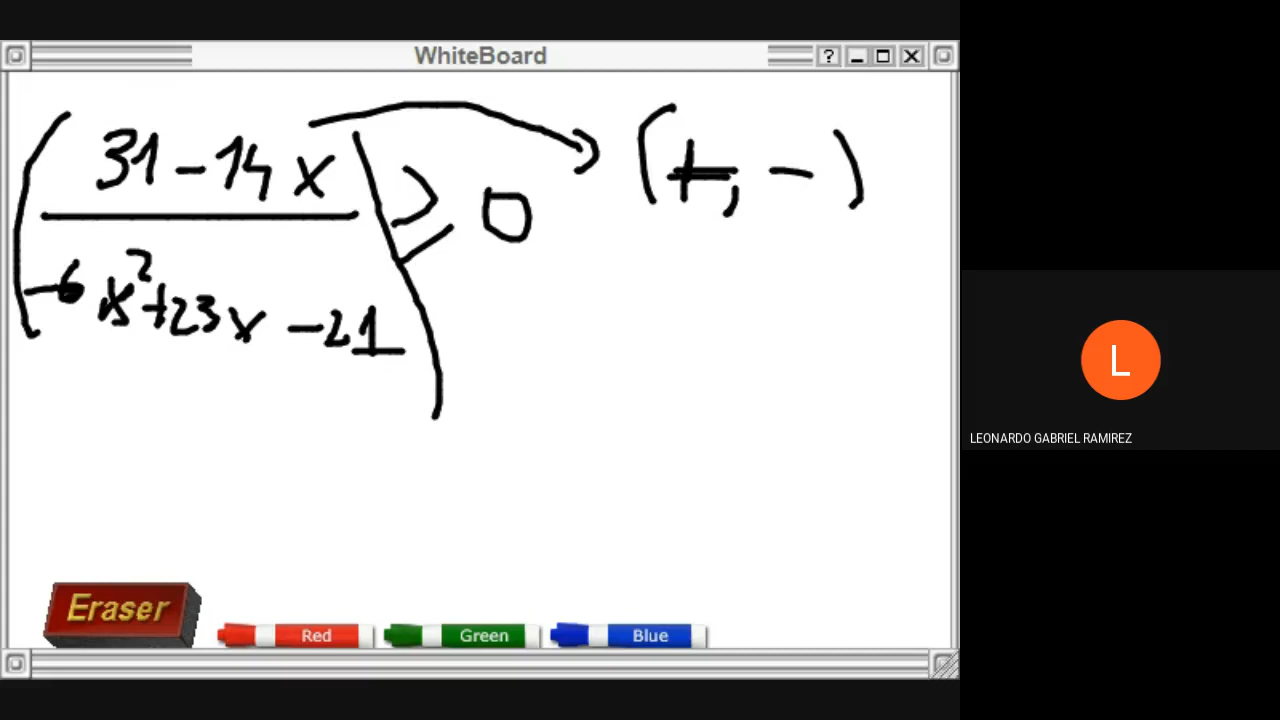 WhiteBoard ?
(31-14x / -6x²+23x-21) ≥ 0 → (+, -)
LEONARDO GABRIEL RAMIREZ
L
Eraser Red Green Blue